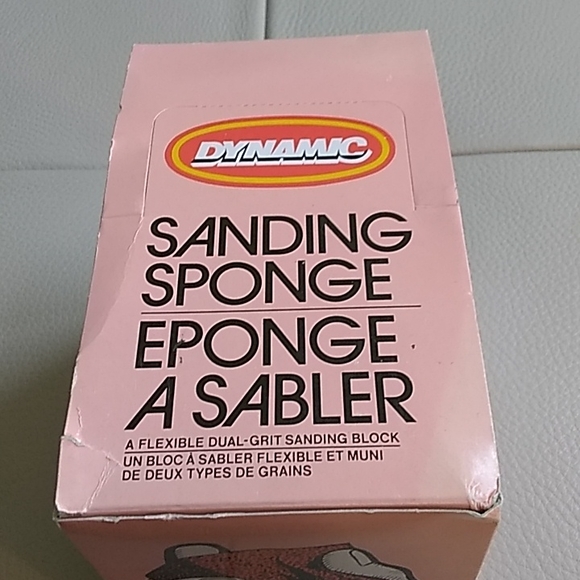 DYNAMIC
SANDING
SPONGE
EPONGE
A SABLER
A FLEXIBLE DUAL-GRIT SANDING BLOCK
UN BLOC À SABLER FLEXIBLE ET MUNI
DE DEUX TYPES DE GRAINS